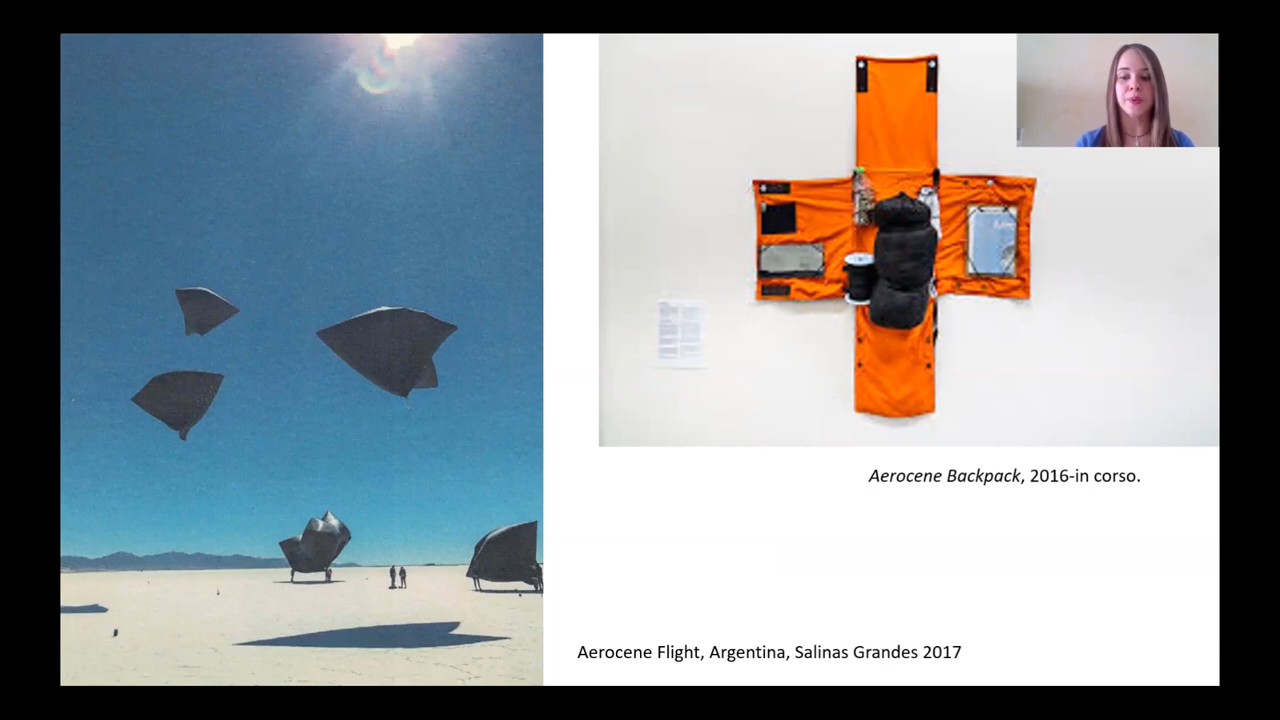 Aerocene Backpack, 2016-in corso.
Aerocene Flight, Argentina, Salinas Grandes 2017